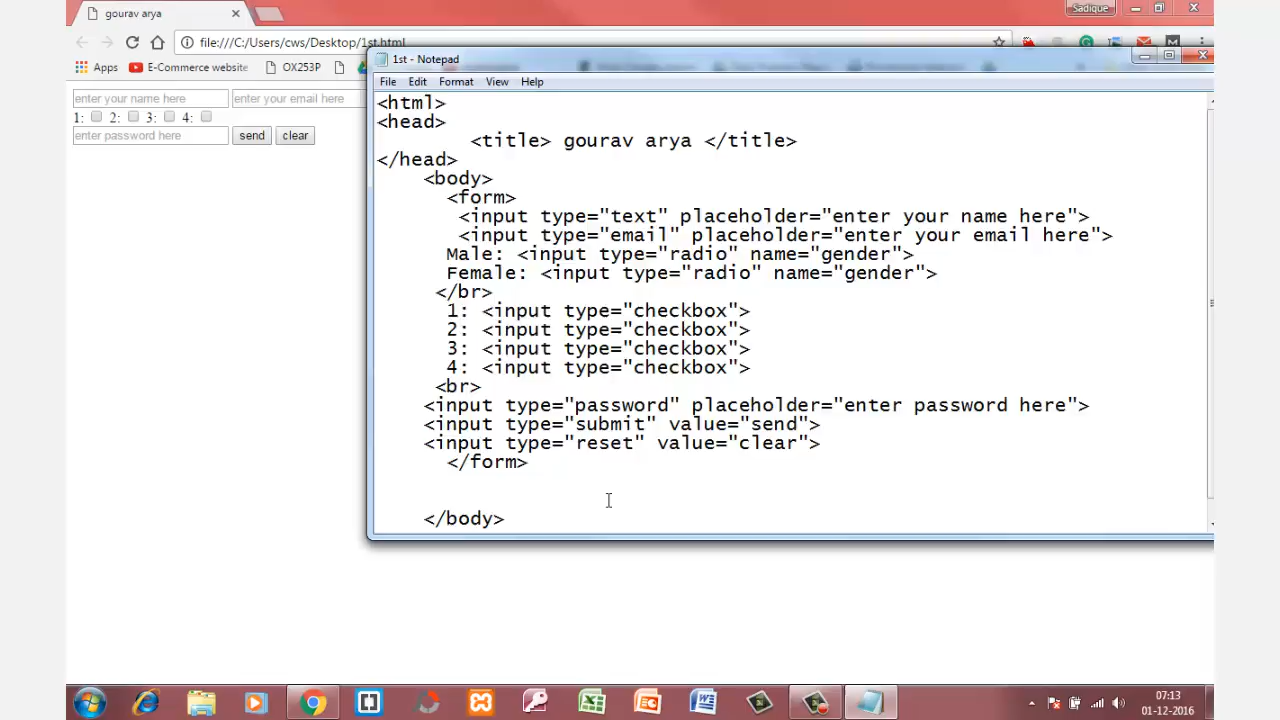 gourav arya
Sadique
file:///C:/Users/cws/Desktop/1st.html
Apps
E-Commerce website
OX253P
enter your name here
enter your email here
1: 2: 3: 4:
enter password here
send
clear
1st - Notepad
File Edit Format View Help
<html>
<head>
<title> gourav arya </title>
</head>
<body>
<form>
<input type="text" placeholder="enter your name here">
<input type="email" placeholder="enter your email here">
Male: <input type="radio" name="gender">
Female: <input type="radio" name="gender">
</br>
1: <input type="checkbox">
2: <input type="checkbox">
3: <input type="checkbox">
4: <input type="checkbox">
<br>
<input type="password" placeholder="enter password here">
<input type="submit" value="send">
<input type="reset" value="clear">
</form>
</body>
07:13
01-12-2016